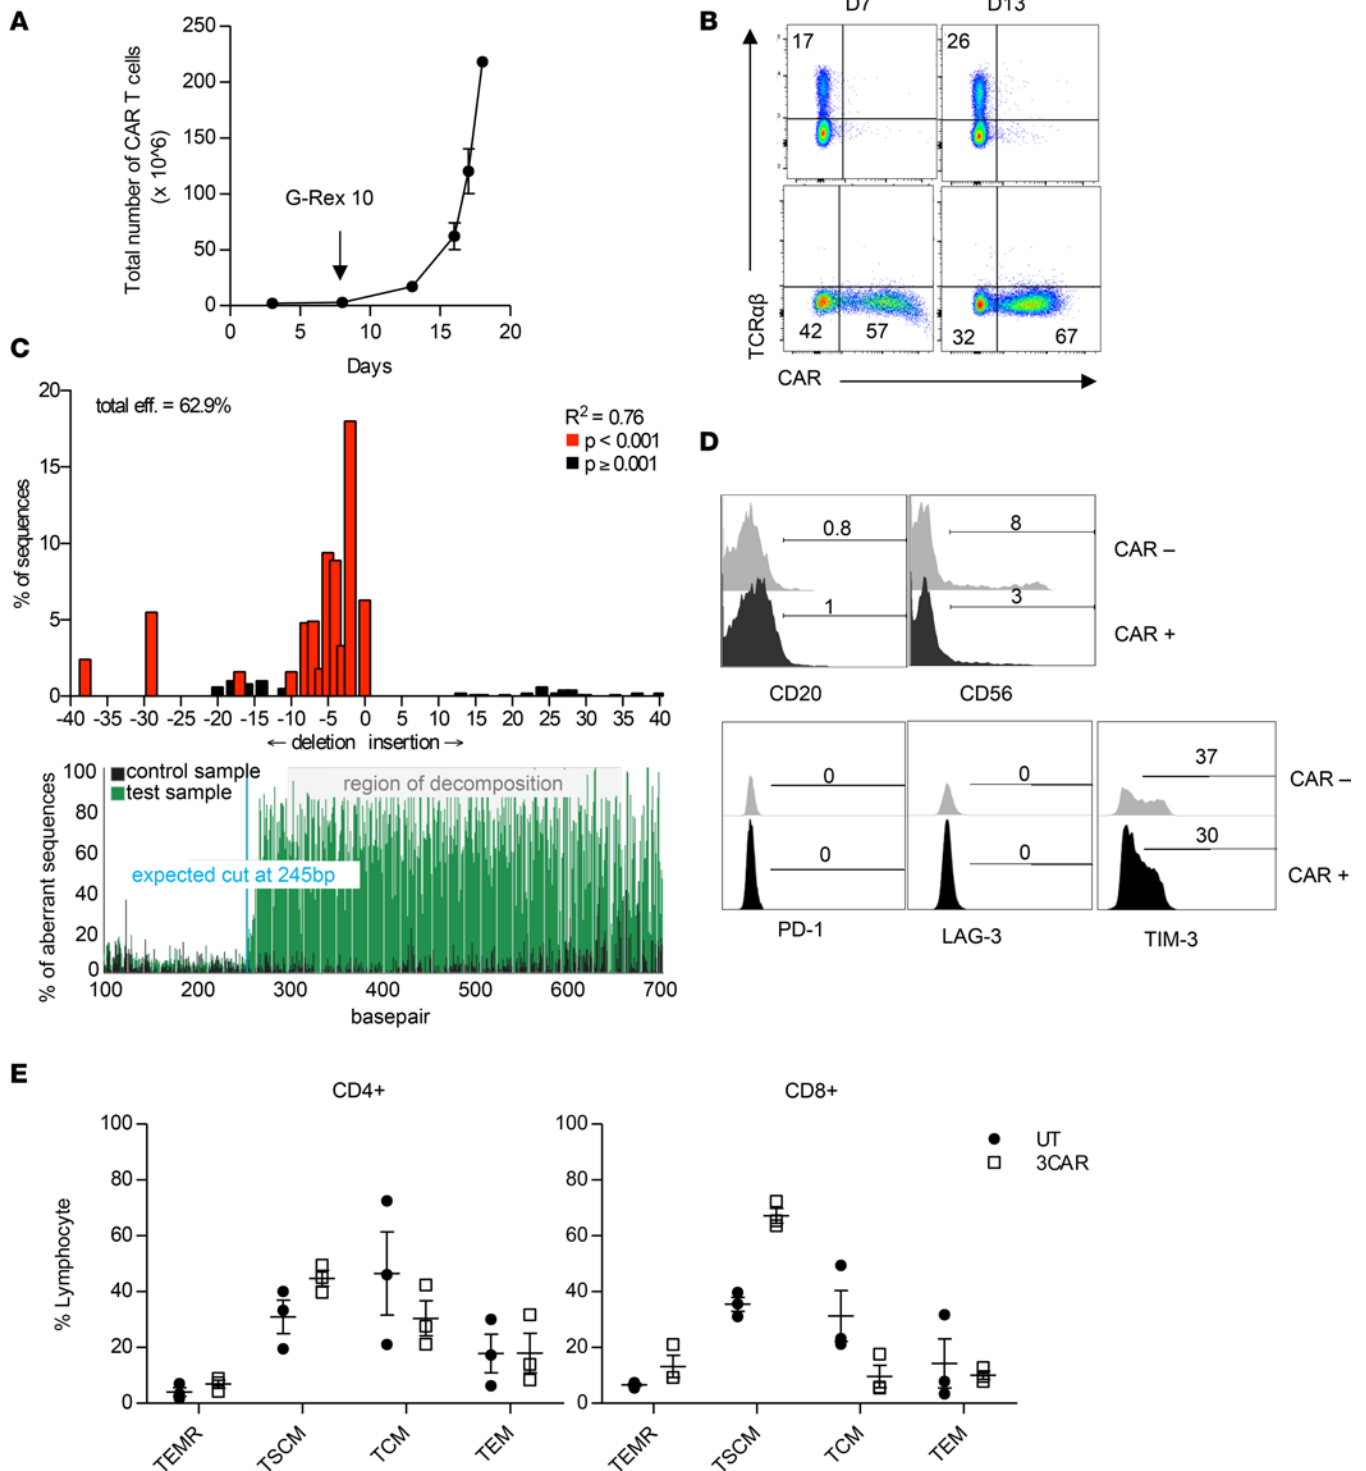 A
250
200
150
100
50
0
Total number of CAR T cells
(x 10^6)
G-Rex 10
0 5 10 15 20
Days
B
D7 D13
17 26
42 57 32 67
TCRαβ
CAR
C
20
15
10
5
0
% of sequences
total eff. = 62.9%
R2 = 0.76
p < 0.001
p ≥ 0.001
-40 -35 -30 -25 -20 -15 -10 -5 0 5 10 15 20 25 30 35 40
← deletion insertion →
100
80
60
40
20
0
% of aberrant sequences
control sample
test sample
region of decomposition
expected cut at 245bp
100 200 300 400 500 600 700
basepair
D
0.8 8
CAR –
1 3
CAR +
CD20 CD56
0 0 37
CAR –
0 0 30
CAR +
PD-1 LAG-3 TIM-3
E
CD4+ CD8+
UT
3CAR
% Lymphocyte
100 100
80 80
60 60
40 40
20 20
0 0
TEMR TSCM TCM TEM TEMR TSCM TCM TEM